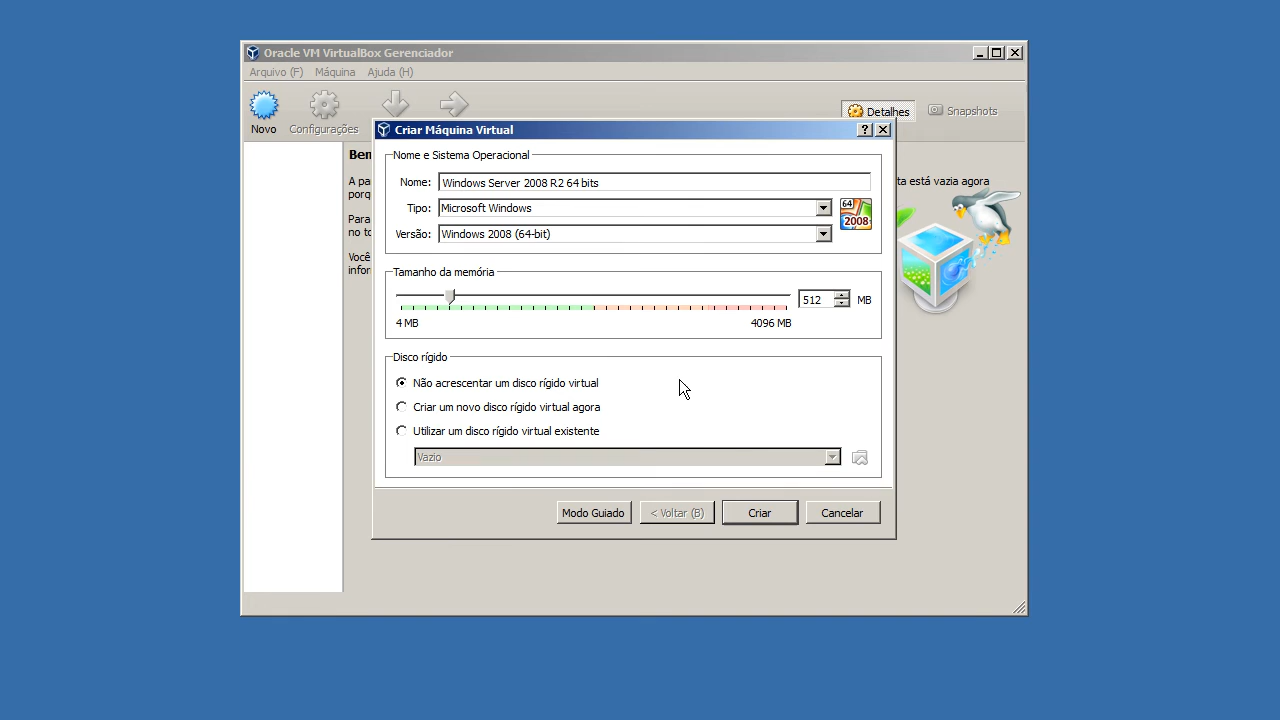 Oracle VM VirtualBox Gerenciador
Arquivo (F) Máquina Ajuda (H)
Novo Configurações Detalhes Snapshots
Criar Máquina Virtual
Ben
A pa
porq
Para
no to
Você
infor
ta está vazia agora
Nome e Sistema Operacional
Nome: Windows Server 2008 R2 64 bits
Tipo: Microsoft Windows
Versão: Windows 2008 (64-bit)
64
2008
Tamanho da memória
512 MB
4 MB 4096 MB
Disco rígido
Não acrescentar um disco rígido virtual
Criar um novo disco rígido virtual agora
Utilizar um disco rígido virtual existente
Vazio
Modo Guiado < Voltar (B) Criar Cancelar